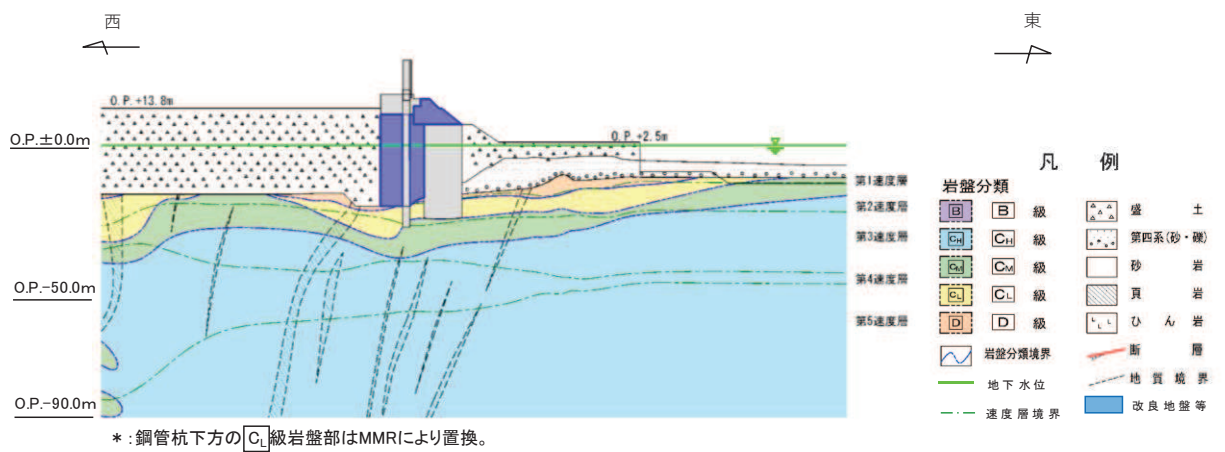 西
東
O.P.+13.8m
O.P.±0.0m
O.P.+2.5m
第1速度層
第2速度層
第3速度層
第4速度層
第5速度層
O.P.-50.0m
O.P.-90.0m
凡 例
岩盤分類
B B 級
CH CH 級
CM CM 級
CL CL 級
D D 級
岩盤分類境界
地下水位
速度層境界
盛 土
第四系(砂・礫)
砂 岩
頁 岩
ひ ん 岩
断 層
地 質 境 界
改良地盤等
*:鋼管杭下方のCL級岩盤部はMMRにより置換。